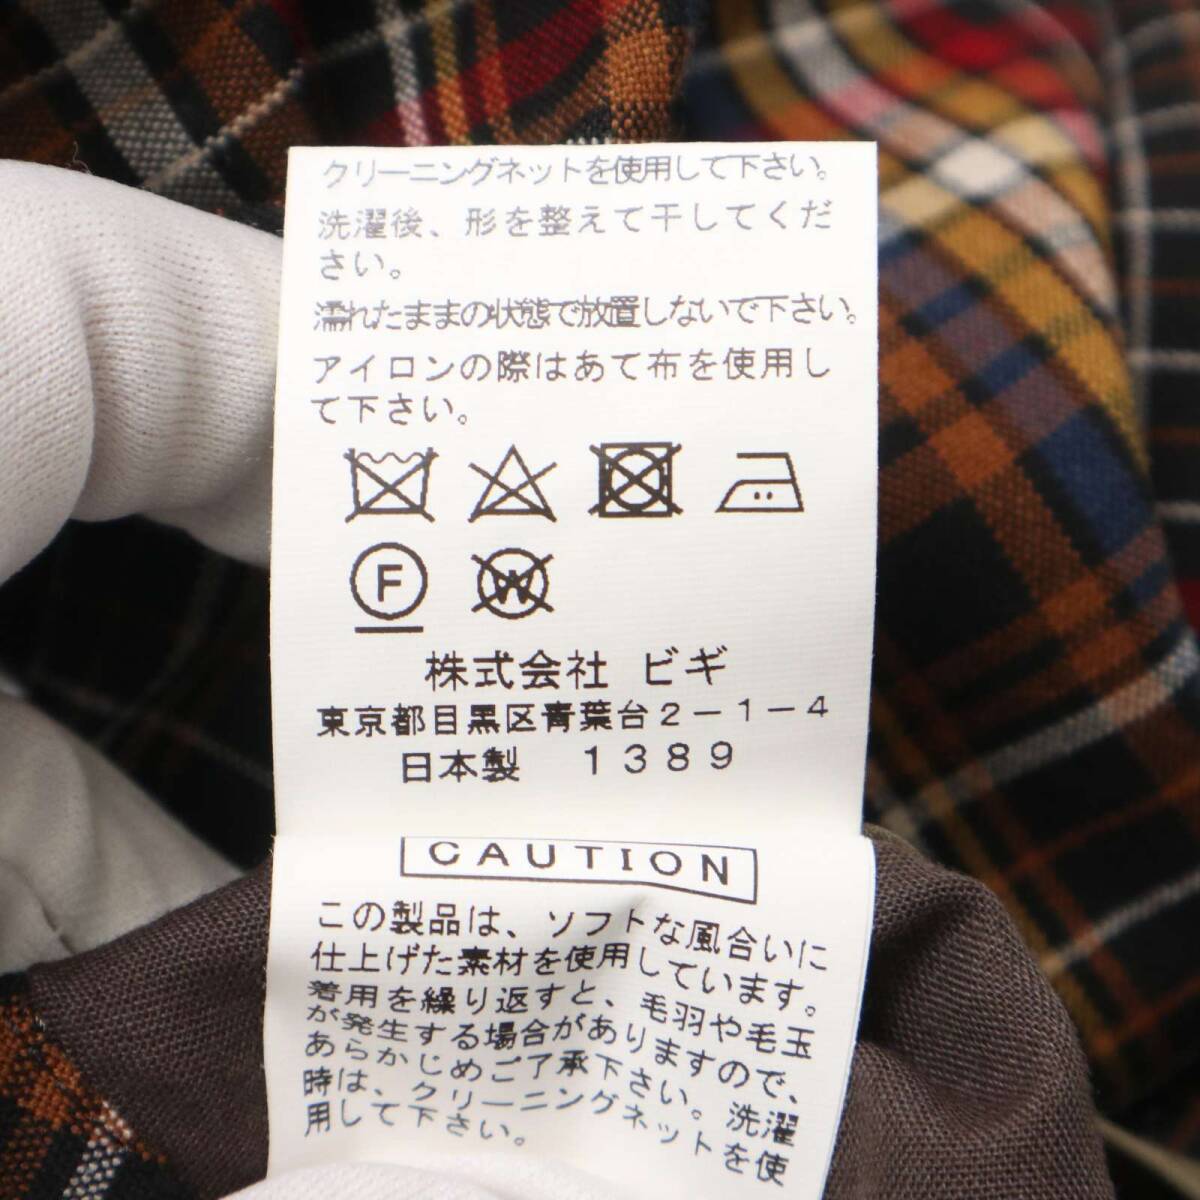 クリーニングネットを使用して下さい。
洗濯後、形を整えて干してくだ
さい。
濡れたままの状態で放置しないで下さい。
アイロンの際はあて布を使用し
て下さい。
F W
株式会社 ビギ
東京都目黒区青葉台2－1－4
日本製 1389
CAUTION
この製品は、ソフトな風合いに
仕上げた素材を使用しています。
着用を繰り返すと、毛羽や毛玉
が発生する場合がありますので、
あらかじめご了承下さい。洗濯
時は、クリーニングネットを使
用して下さい。